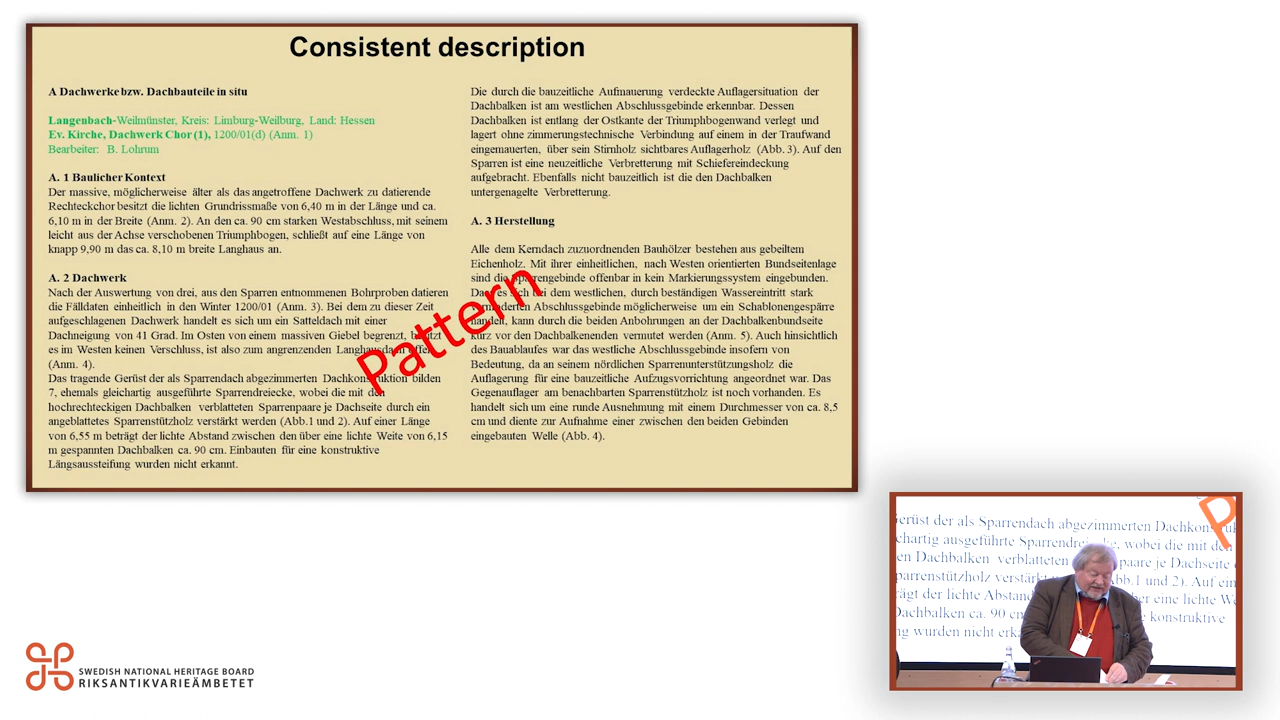 Consistent description
A Dachwerke bzw. Dachbauteile in situ
Langenbach-Weilmünster, Kreis: Limburg-Weilburg, Land: Hessen
Ev. Kirche, Dachwerk Chor (1), 1200/01(d) (Anm. 1)
Bearbeiter: B. Lohrum
A. 1 Baulicher Kontext
Der massive, möglicherweise älter als das angetroffene Dachwerk zu datierende
Rechteckchor besitzt die lichten Grundrissmaße von 6,40 m in der Länge und ca.
6,10 m in der Breite (Anm. 2). An den ca. 90 cm starken Westabschluss, mit seinem
leicht aus der Achse verschobenen Triumphbogen, schließt auf eine Länge von
knapp 9,90 m das ca. 8,10 m breite Langhaus an.
A. 2 Dachwerk
Nach der Auswertung von drei, aus den Sparren entnommenen Bohrproben datieren
die Fälldaten einheitlich in den Winter 1200/01 (Anm. 3). Bei dem zu dieser Zeit
aufgeschlagenen Dachwerk handelt es sich um ein Satteldach mit einer
Dachneigung von 41 Grad. Im Osten von einem massiven Giebel begrenzt, besitzt
es im Westen keinen Verschluss, ist also zum angrenzenden Langhausdach offen
(Anm. 4).
Das tragende Gerüst der als Sparrendach abgezimmerten Dachkonstruktion bilden
7, ehemals gleichartig ausgeführte Sparrendreiecke, wobei die mit den
hochrechteckigen Dachbalken verblatteten Sparrenpaare je Dachseite durch ein
angeblattetes Sparrenstützholz verstärkt werden (Abb.1 und 2). Auf einer Länge
von 6,55 m beträgt der lichte Abstand zwischen den über eine lichte Weite von 6,15
m gespannten Dachbalken ca. 90 cm. Einbauten für eine konstruktive
Längsaussteifung wurden nicht erkannt.
Die durch die bauzeitliche Aufmauerung verdeckte Auflagersituation der
Dachbalken ist am westlichen Abschlussgebinde erkennbar. Dessen
Dachbalken ist entlang der Ostkante der Triumphbogenwand verlegt und
lagert ohne zimmerungstechnische Verbindung auf einem in der Traufwand
eingemauerten, über sein Stirnholz sichtbares Auflagerholz (Abb. 3). Auf den
Sparren ist eine neuzeitliche Verbretterung mit Schiefereindeckung
aufgebracht. Ebenfalls nicht bauzeitlich ist die den Dachbalken
untergenagelte Verbretterung.
A. 3 Herstellung
Alle dem Kerndach zuzuordnenden Bauhölzer bestehen aus gebeiltem
Eichenholz. Mit ihrer einheitlichen, nach Westen orientierten Bundseitenlage
sind die Sparrengebinde offenbar in kein Markierungssystem eingebunden.
Dass es sich bei dem westlichen, durch beständigen Wassereintritt stark
verminderten Abschlussgebinde möglicherweise um ein Schablonengespärre
handelt, kann durch die beiden Anbohrungen an der Dachbalkenbundseite
kurz vor den Dachbalkenenden vermutet werden (Anm. 5). Auch hinsichtlich
des Bauablaufes war das westliche Abschlussgebinde insofern von
Bedeutung, da an seinem nördlichen Sparrenunterstützungsholz die
Auflagerung für eine bauzeitliche Aufzugsvorrichtung angeordnet war. Das
Gegenauflager am benachbarten Sparrenstützholz ist noch vorhanden. Es
handelt sich um eine runde Ausnehmung mit einem Durchmesser von ca. 8,5
cm und diente zur Aufnahme einer zwischen den beiden Gebinden
eingebauten Welle (Abb. 4).
Pattern
SWEDISH NATIONAL HERITAGE BOARD
RIKSANTIKVARIEÄMBETET